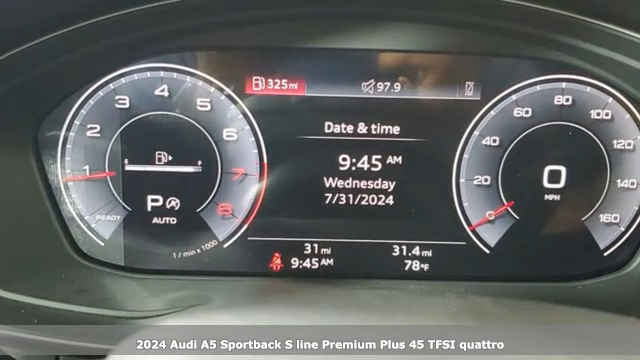 325 mi
97.9
Date & time
9:45 AM
Wednesday
7/31/2024
31 mi
31.4 mi
9:45 AM
78°F
1 2 3 4 5 6 7 8
READY
E F
P A
AUTO
1 / min x 1000
0 20 40 60 80 100 120 140 160
0
MPH
2024 Audi A5 Sportback S line Premium Plus 45 TFSI quattro